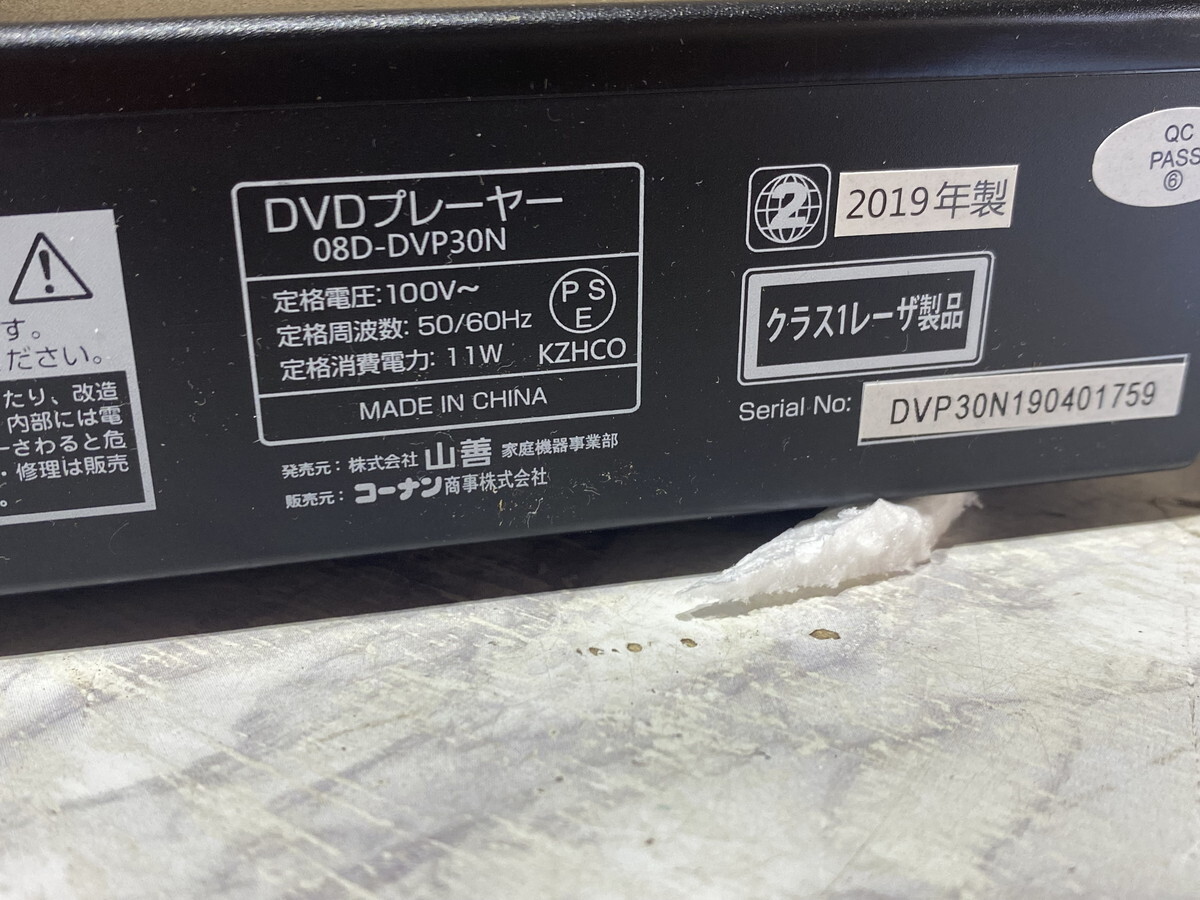 す。
ださい。
たり、改造
内部には電
さわると危
・修理は販売
。
DVDプレーヤー
08D-DVP30N
定格電圧:100V～
定格周波数: 50/60Hz
定格消費電力: 11W
P S
E
KZHCO
MADE IN CHINA
発売元：株式会社 山善 家庭機器事業部
販売元：コーナン商事株式会社
2
2019年製
クラス1レーザ製品
Serial No: DVP30N190401759
QC
PASS
⑥